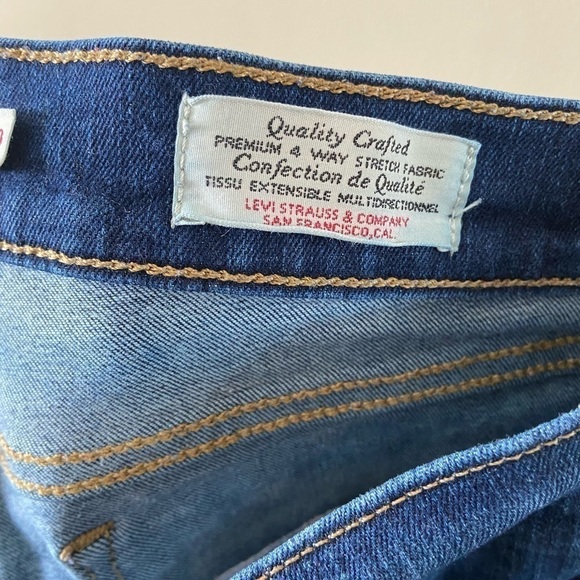 Quality Crafted
PREMIUM 4 WAY STRETCH FABRIC
Confection de Qualité
TISSU EXTENSIBLE MULTIDIRECTIONNEL
LEVI STRAUSS & COMPANY
SAN FRANCISCO,CAL.